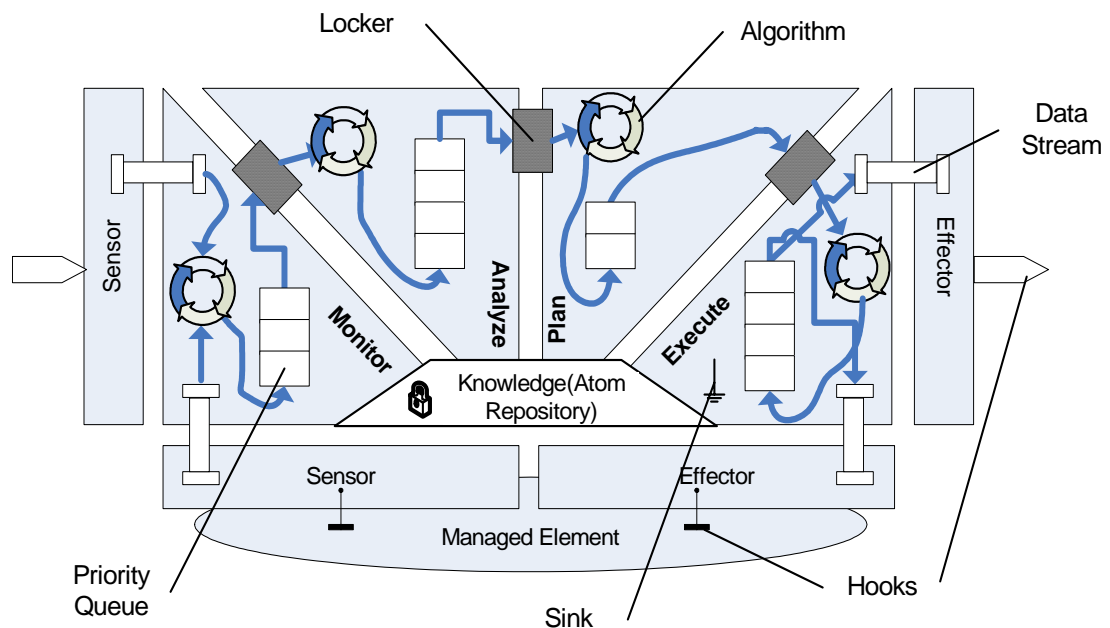 Locker
Algorithm
Data
Stream
Sensor
Effector
Monitor
Analyze
Plan
Execute
Knowledge(Atom
Repository)
Sensor
Effector
Managed Element
Priority
Queue
Sink
Hooks